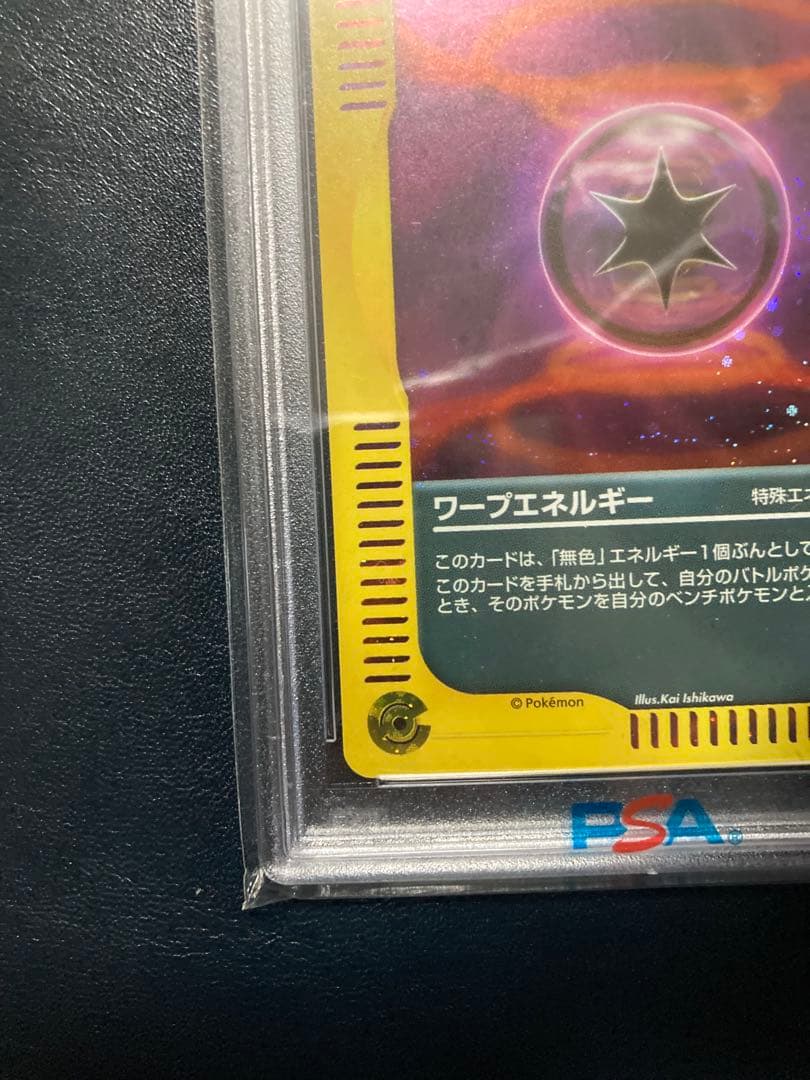 ワープエネルギー 特殊エネ
このカードは、「無色」エネルギー1個ぶんとして
このカードを手札から出して、自分のバトルポケ
とき、そのポケモンを自分のベンチポケモンと
© Pokémon Illus.Kai Ishikawa
PSA®